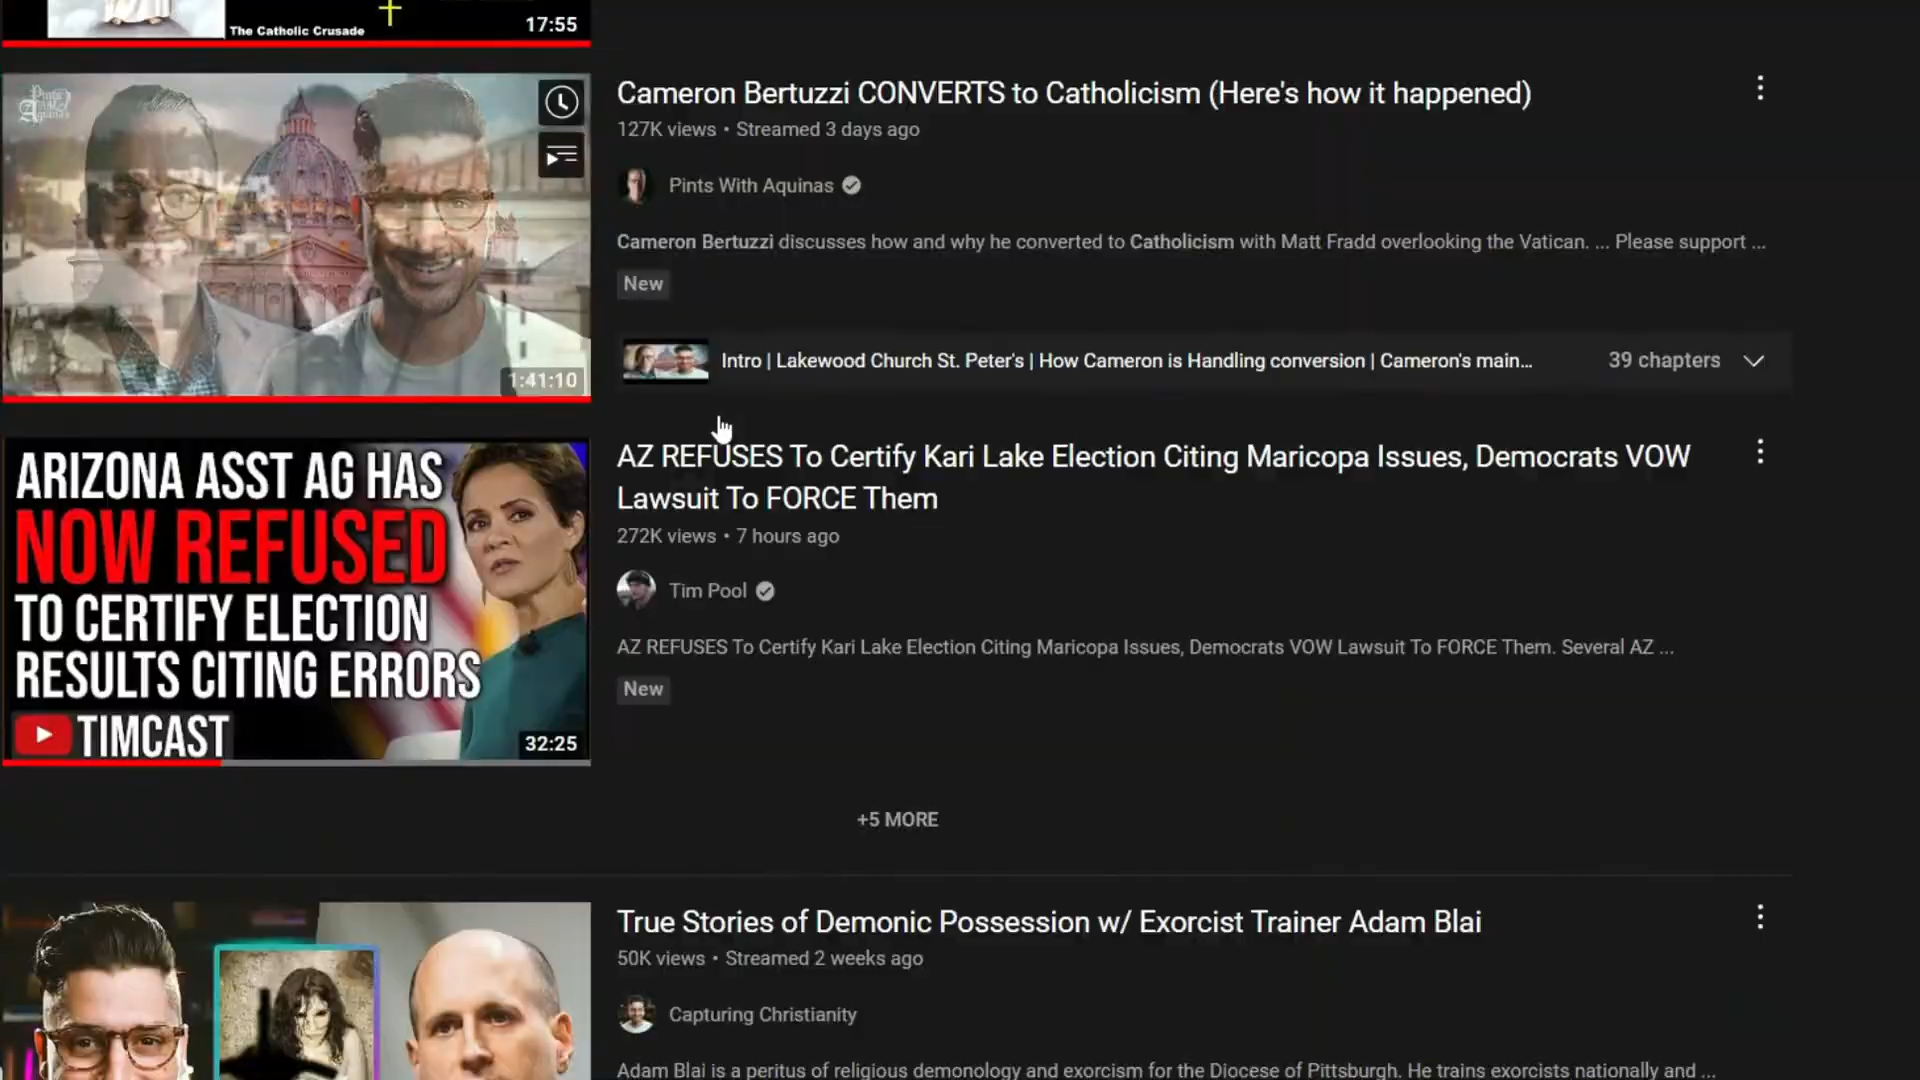 The Catholic Crusade
17:55
Pints
With
Aquinas
1:41:10
Cameron Bertuzzi CONVERTS to Catholicism (Here's how it happened)
127K views • Streamed 3 days ago
Pints With Aquinas
Cameron Bertuzzi discusses how and why he converted to Catholicism with Matt Fradd overlooking the Vatican. ... Please support ...
New
Intro | Lakewood Church St. Peter's | How Cameron is Handling conversion | Cameron's main...
39 chapters
ARIZONA ASST AG HAS
NOW REFUSED
TO CERTIFY ELECTION
RESULTS CITING ERRORS
TIMCAST
32:25
AZ REFUSES To Certify Kari Lake Election Citing Maricopa Issues, Democrats VOW
Lawsuit To FORCE Them
272K views • 7 hours ago
Tim Pool
AZ REFUSES To Certify Kari Lake Election Citing Maricopa Issues, Democrats VOW Lawsuit To FORCE Them. Several AZ ...
New
+5 MORE
True Stories of Demonic Possession w/ Exorcist Trainer Adam Blai
50K views • Streamed 2 weeks ago
Capturing Christianity
Adam Blai is a peritus of religious demonology and exorcism for the Diocese of Pittsburgh. He trains exorcists nationally and ...